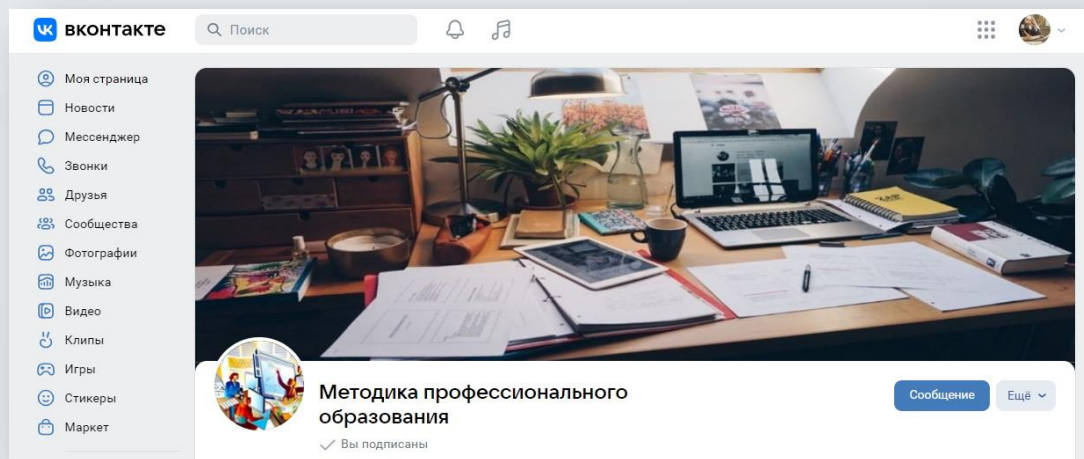 вконтакте
Поиск
Моя страница
Новости
Мессенджер
Звонки
Друзья
Сообщества
Фотографии
Музыка
Видео
Клипы
Игры
Стикеры
Маркет
Методика профессионального
образования
Вы подписаны
Сообщение
Ещё